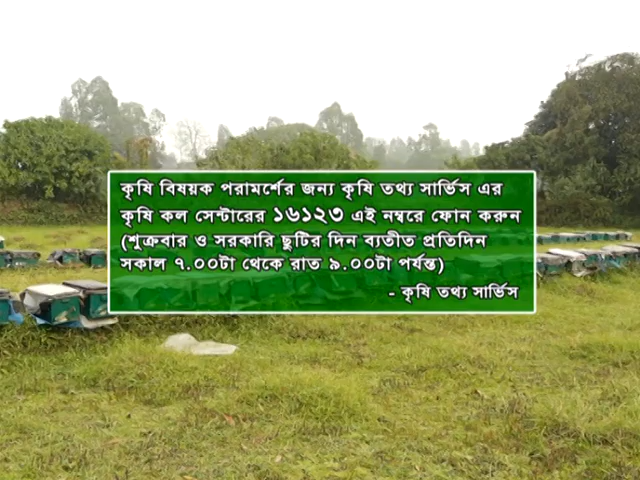 কৃষি বিষয়ক পরামর্শের জন্য কৃষি তথ্য সার্ভিস এর
কৃষি কল সেন্টারের ১৬১২৩ এই নম্বরে ফোন করুন
(শুক্রবার ও সরকারি ছুটির দিন ব্যতীত প্রতিদিন
সকাল ৭.০০টা থেকে রাত ৯.০০টা পর্যন্ত)
- কৃষি তথ্য সার্ভিস